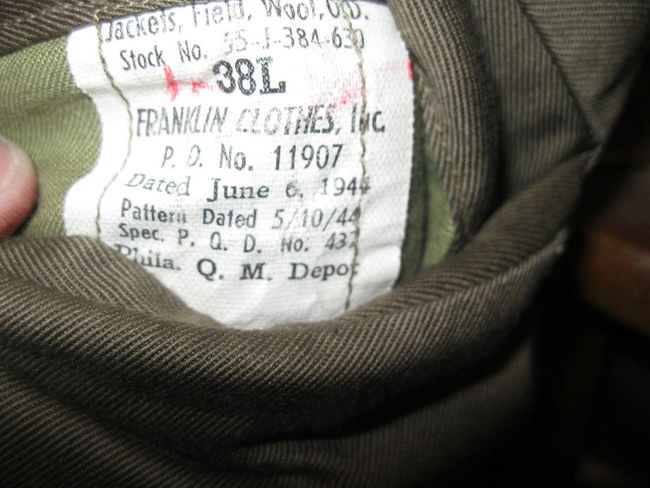 Jackets, Field, Wool, O.D.
Stock No. 55-J-384-630
38L
FRANKLIN CLOTHES, Inc.
P. O. No. 11907
Dated June 6, 194
Pattern Dated 5/10/44
Spec. P. Q. D. No. 437
Phila. Q. M. Depot